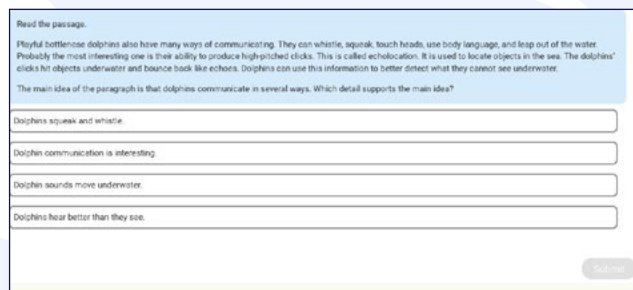 Read the passage.
Playful bottlenose dolphins also have many ways of communicating. They can whistle, squeak, touch heads, use body language, and leap out of the water.
Probably the most interesting one is their ability to produce high-pitched clicks. This is called echolocation. It is used to locate objects in the sea. The dolphins'
clicks hit objects underwater and bounce back like echoes. Dolphins can use this information to better detect what they cannot see underwater.
The main idea of the paragraph is that dolphins communicate in several ways. Which detail supports the main idea?
Dolphins squeak and whistle.
Dolphin communication is interesting.
Dolphin sounds move underwater.
Dolphins hear better than they see.
Submit